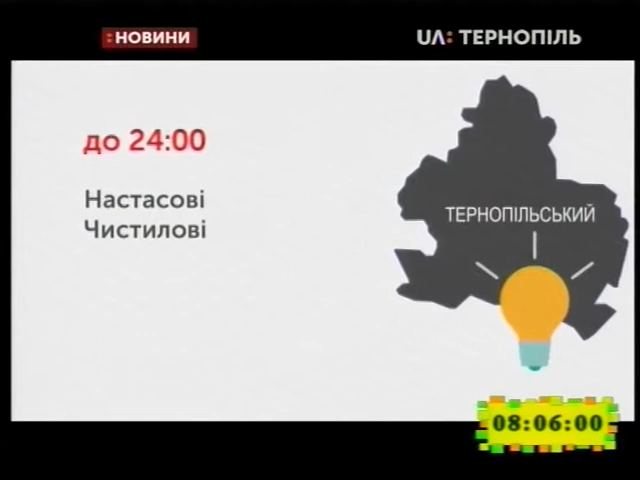 :НОВИНИ
UA: ТЕРНОПІЛЬ
до 24:00
Настасові
Чистилові
ТЕРНОПІЛЬСЬКИЙ
08:06:00